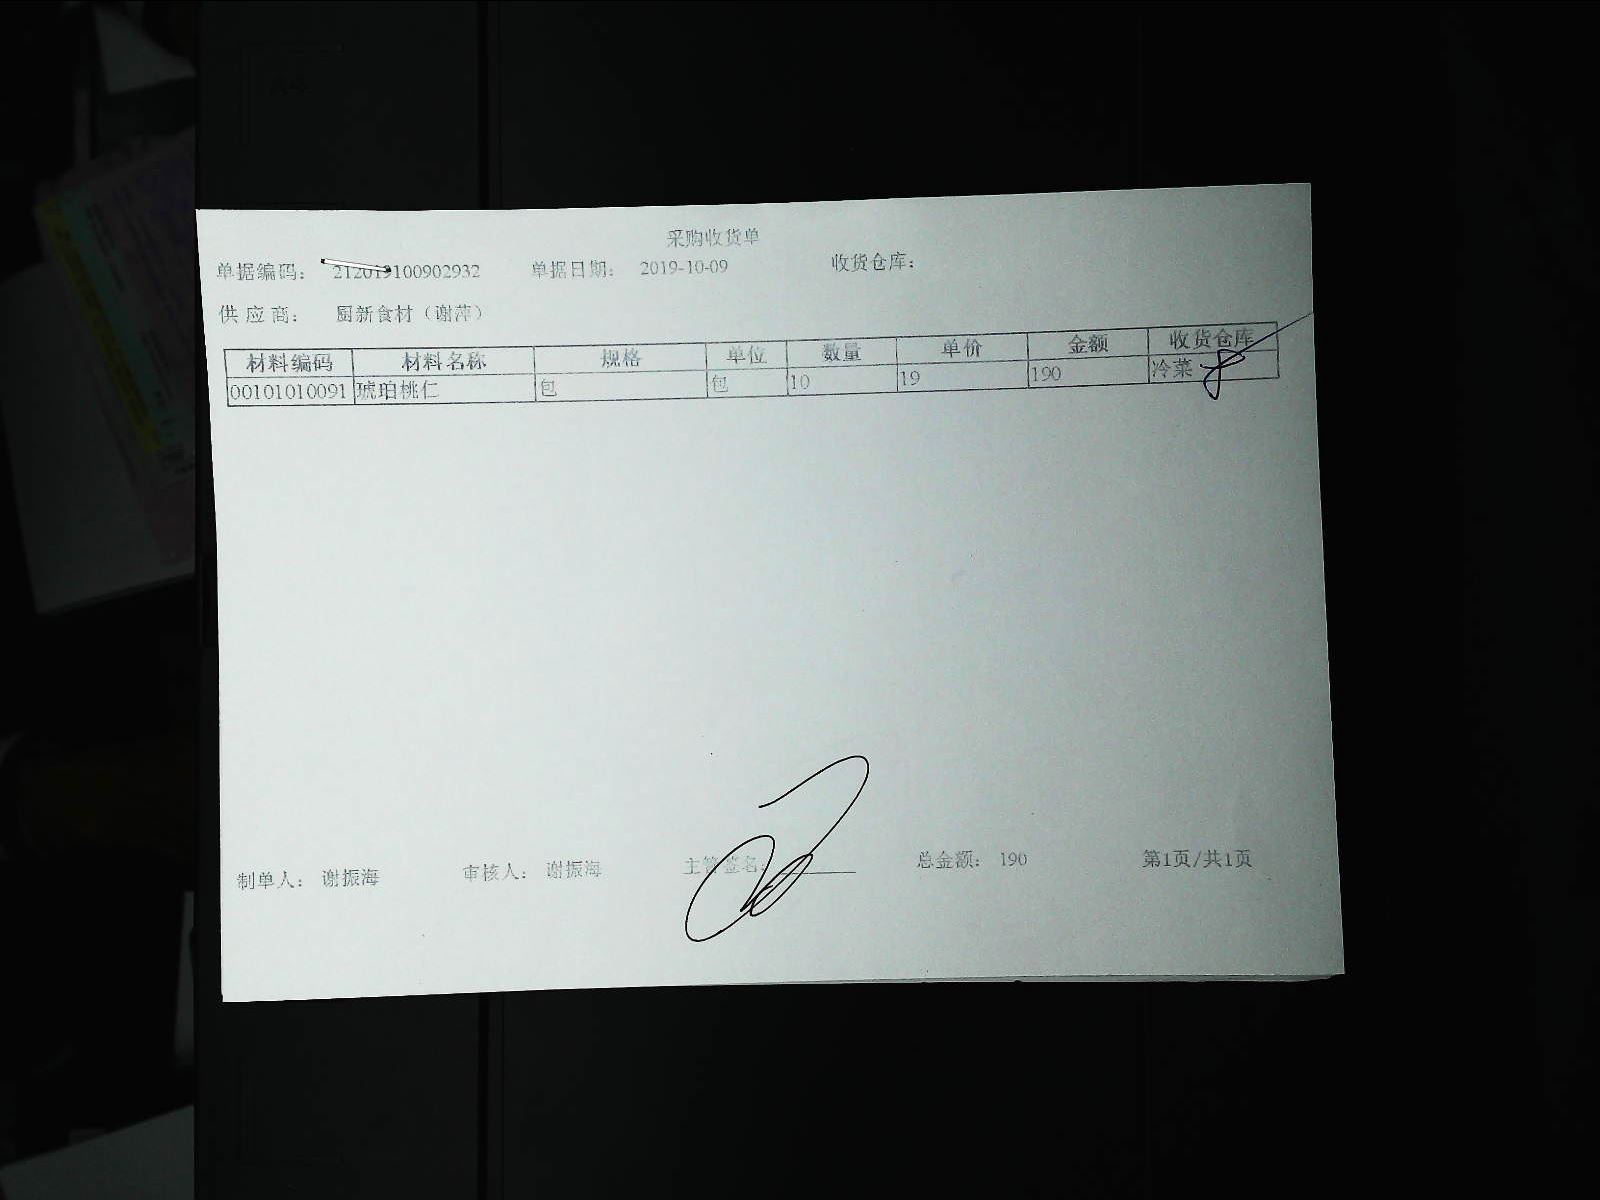 采购收货单
单据编码： 212019100902932 单据日期： 2019-10-09 收货仓库：
供 应 商： 圆新食材（谢萍）
材料编码 材料名称 规格 单位 数量 单价 金额 收货仓库
00101010091 琥珀桃仁 包 包 10 19 190 冷菜
制单人： 谢振海 审核人： 谢振海 主管签名： 总金额： 190 第1页/共1页